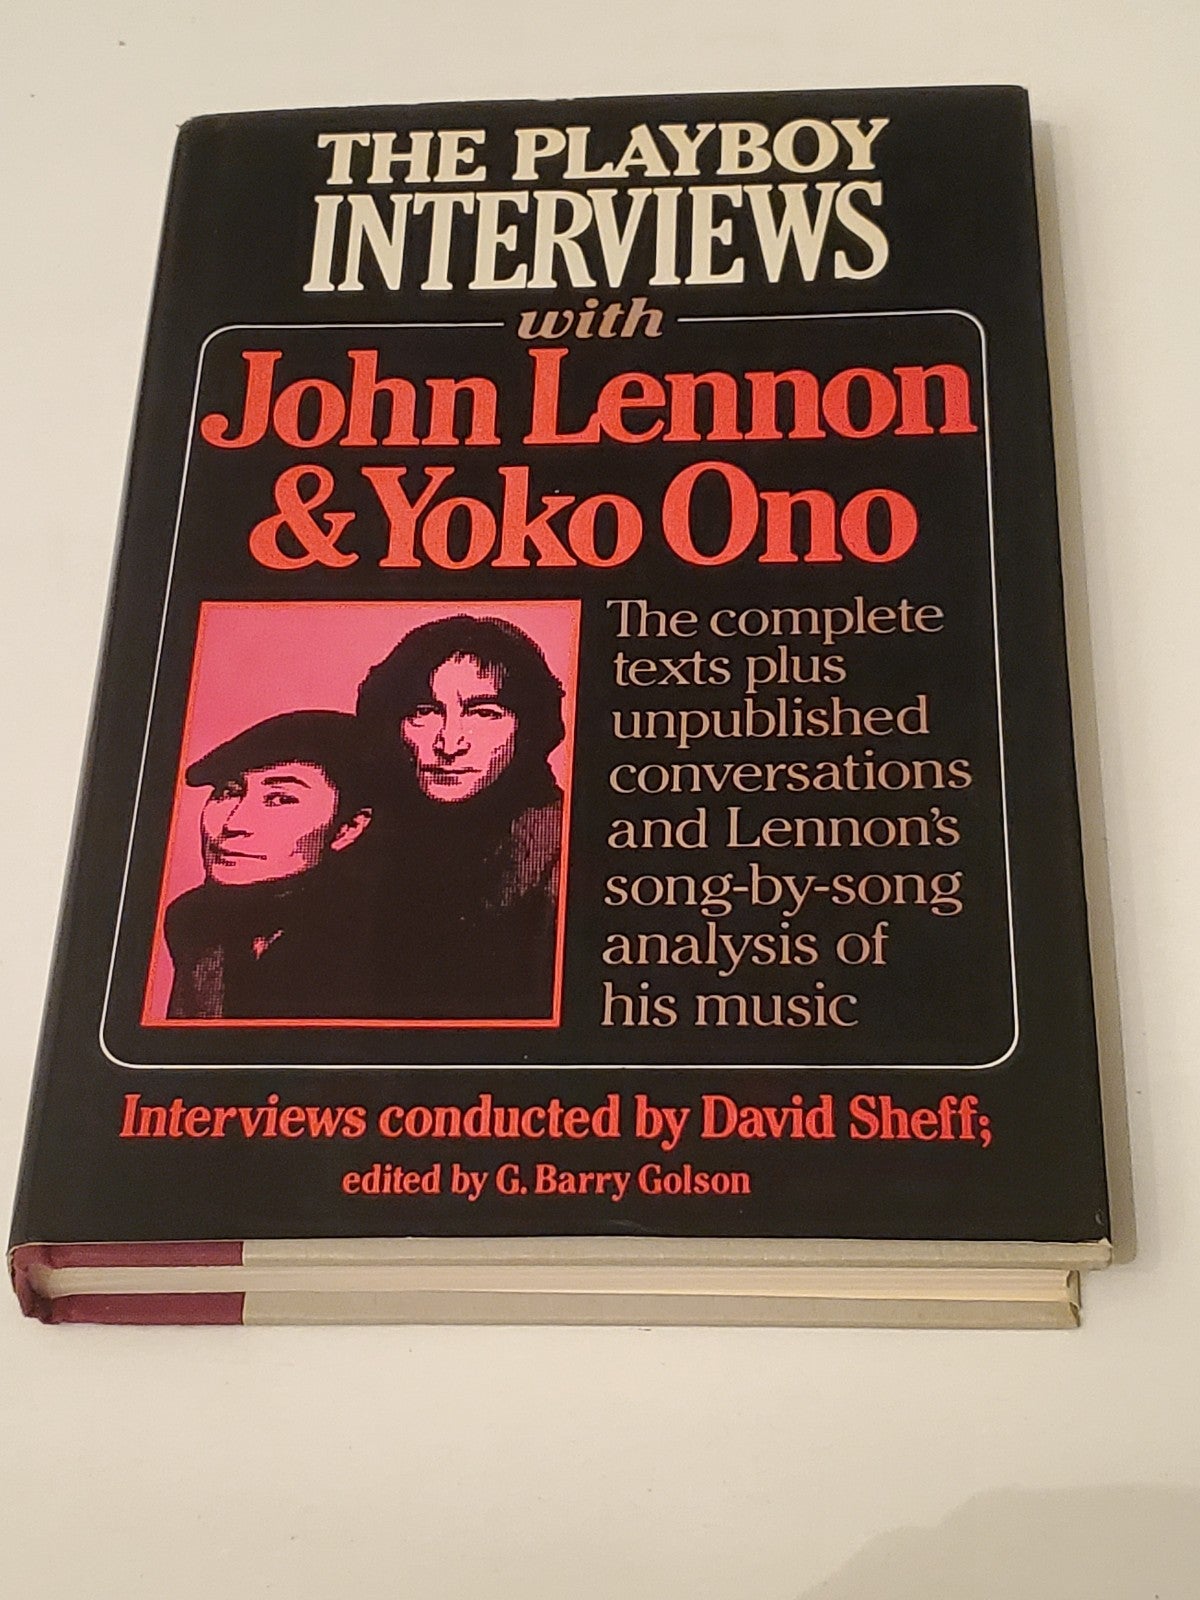 THE PLAYBOY
INTERVIEWS
with
John Lennon
& Yoko Ono
The complete
texts plus
unpublished
conversations
and Lennon's
song-by-song
analysis of
his music
Interviews conducted by David Sheff;
edited by G. Barry Golson